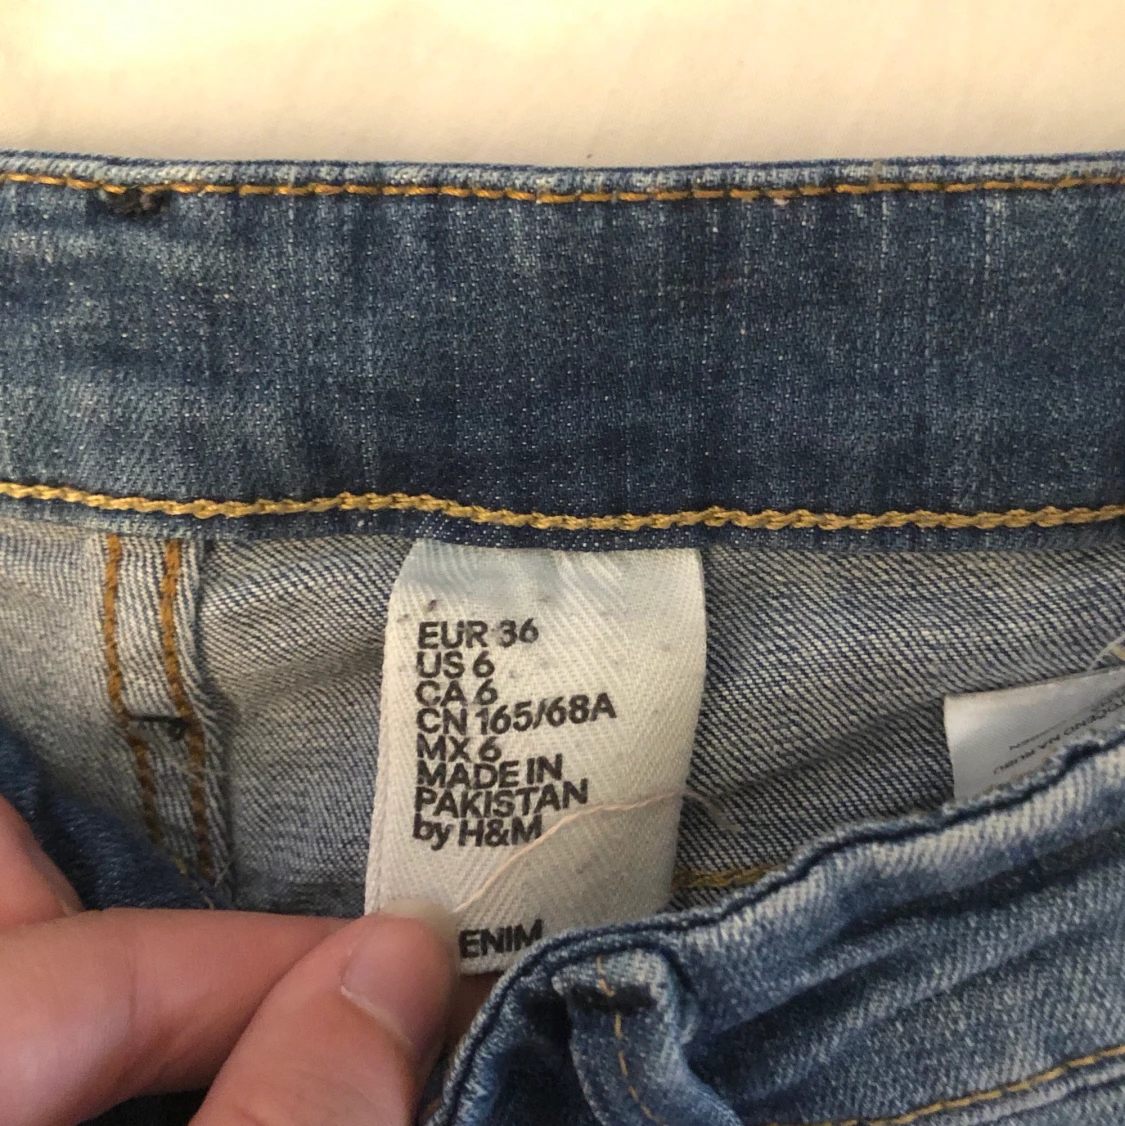 EUR 36
US 6
CA 6
CN 165/68A
MX 6
MADE IN
PAKISTAN
by H&M
ENIM